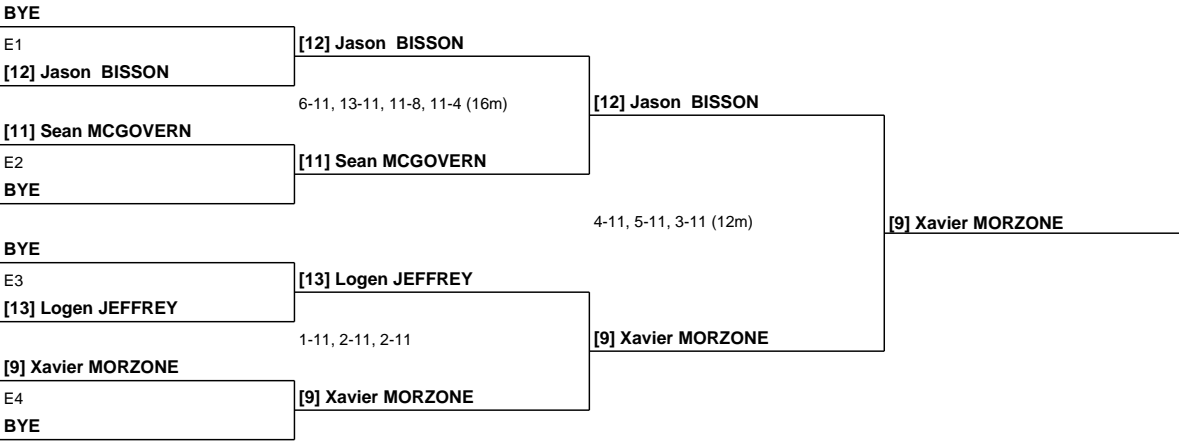 BYE
E1
[12] Jason BISSON
[12] Jason BISSON
6-11, 13-11, 11-8, 11-4 (16m)
[12] Jason BISSON
[11] Sean MCGOVERN
E2
[11] Sean MCGOVERN
BYE
4-11, 5-11, 3-11 (12m)
[9] Xavier MORZONE
BYE
E3
[13] Logen JEFFREY
[13] Logen JEFFREY
1-11, 2-11, 2-11
[9] Xavier MORZONE
[9] Xavier MORZONE
E4
[9] Xavier MORZONE
BYE